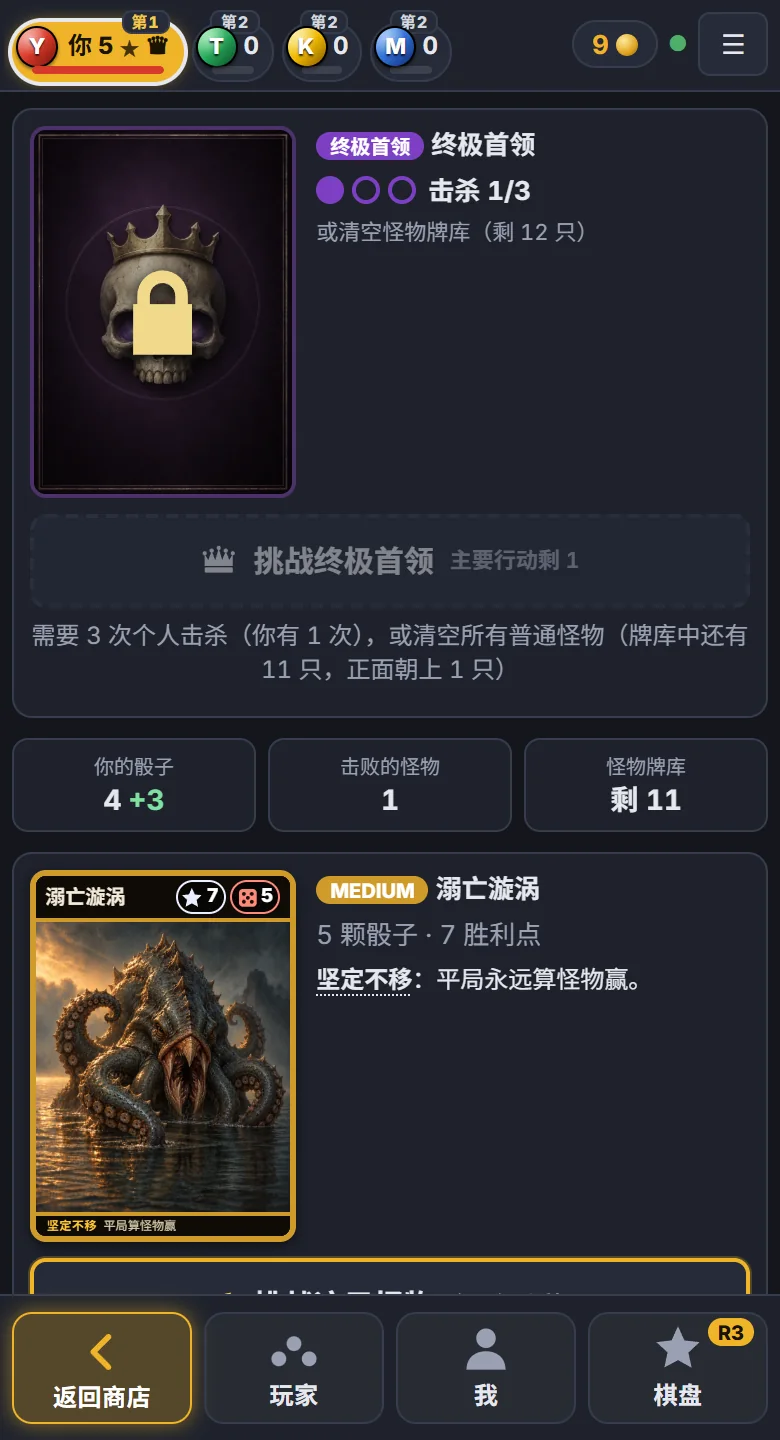 第1
第2
第2
第2
Y 你 5
T 0
K 0
M 0
9
终极首领 终极首领
击杀 1/3
或清空怪物牌库（剩 12 只）
挑战终极首领 主要行动剩 1
需要 3 次个人击杀（你有 1 次），或清空所有普通怪物（牌库中还有
11 只，正面朝上 1 只）
你的骰子
4 +3
击败的怪物
1
怪物牌库
剩 11
溺亡漩涡 7 5
MEDIUM 溺亡漩涡
5 颗骰子 · 7 胜利点
坚定不移：平局永远算怪物赢。
坚定不移 平局算怪物赢
返回商店
玩家
我
R3
棋盘